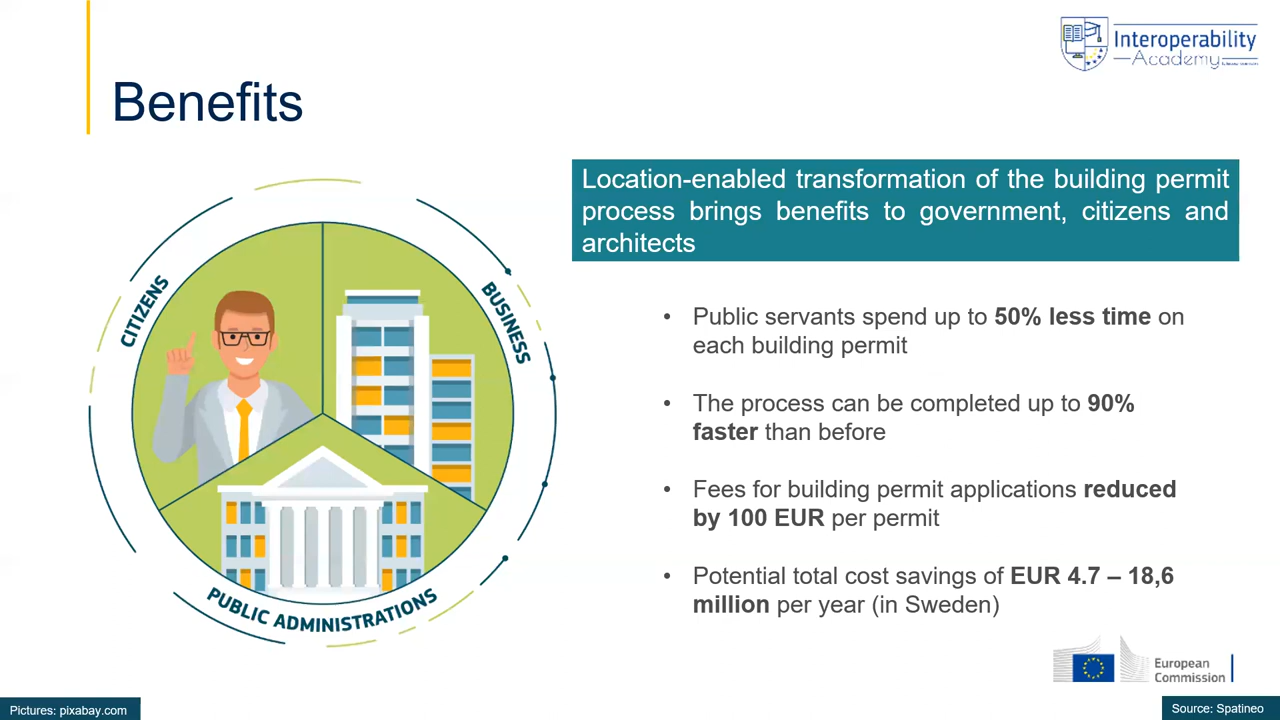 Interoperability
Academy
Benefits
Location-enabled transformation of the building permit
process brings benefits to government, citizens and
architects
CITIZENS
BUSINESS
PUBLIC ADMINISTRATIONS
• Public servants spend up to 50% less time on
each building permit
• The process can be completed up to 90%
faster than before
• Fees for building permit applications reduced
by 100 EUR per permit
• Potential total cost savings of EUR 4.7 – 18,6
million per year (in Sweden)
European
Commission
Pictures: pixabay.com
Source: Spatineo